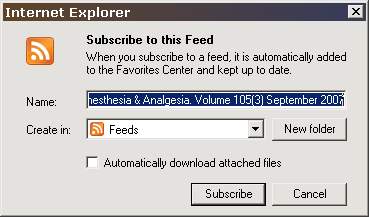 Internet Explorer
Subscribe to this Feed
When you subscribe to a feed, it is automatically added
to the Favorites Center and kept up to date.
Name: nesthesia & Analgesia. Volume 105(3) September 2007
Create in: Feeds New folder
Automatically download attached files
Subscribe Cancel